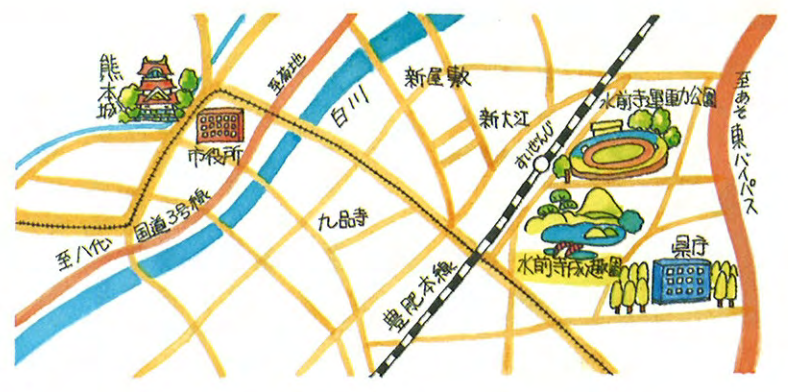 熊本城
市役所
至菊地
白川
新屋敷
新大江
すいぜんじ
水前寺運動公園
至あそ
東バイパス
国道3号線
至八代
九品寺
豊肥本線
水前寺成趣園
県庁